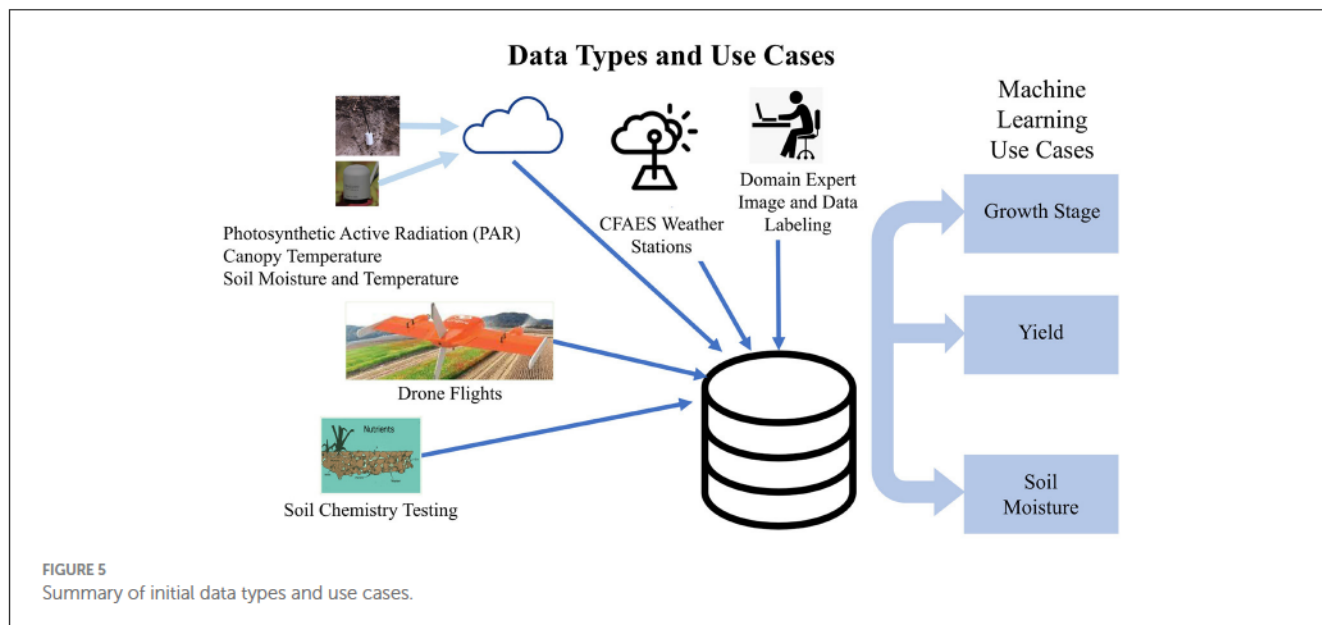 Data Types and Use Cases
Photosynthetic Active Radiation (PAR)
Canopy Temperature
Soil Moisture and Temperature
CFAES Weather
Stations
Domain Expert
Image and Data
Labeling
Drone Flights
Nutrients
Soil Chemistry Testing
Machine
Learning
Use Cases
Growth Stage
Yield
Soil
Moisture
FIGURE 5
Summary of initial data types and use cases.